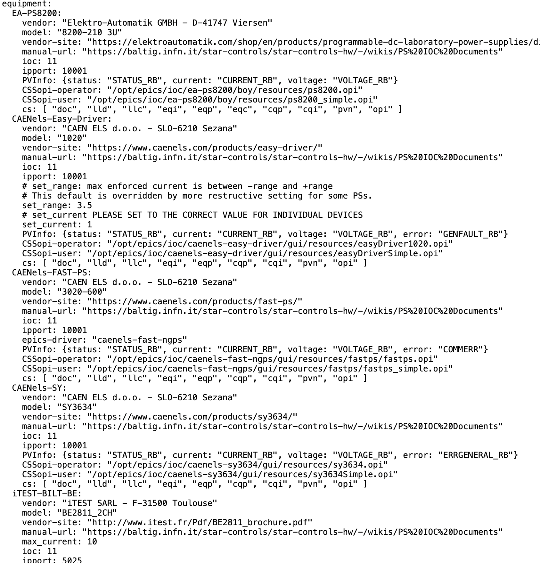 equipment:
EA-PS8200:
vendor: "Elektro-Automatik GMBH - D-41747 Viersen"
model: "8200-210 3U"
vendor-site: "https://elektroautomatik.com/shop/en/products/programmable-dc-laboratory-power-supplies/d
manual-url: "https://baltig.infn.it/star-controls/star-controls-hw/-/wikis/PS%20IOC%20Documents"
ioc: 11
ipport: 10001
PVInfo: {status: "STATUS_RB", current: "CURRENT_RB", voltage: "VOLTAGE_RB"}
CSSopi-operator: "/opt/epics/ioc/ea-ps8200/boy/resources/ps8200.opi"
CSSopi-user: "/opt/epics/ioc/ea-ps8200/boy/resources/ps8200_simple.opi"
cs: [ "doc", "lld", "llc", "eqi", "eqp", "eqc", "cqp", "cqi", "pvn", "opi" ]
CAENels-Easy-Driver:
vendor: "CAEN ELS d.o.o. - SLO-6210 Sezana"
model: "1020"
vendor-site: "https://www.caenels.com/products/easy-driver/"
manual-url: "https://baltig.infn.it/star-controls/star-controls-hw/-/wikis/PS%20IOC%20Documents"
ioc: 11
ipport: 10001
# set_range: max enforced current is between -range and +range
# This default is overridden by more restrictive setting for some PSs.
set_range: 3.5
# set_current PLEASE SET TO THE CORRECT VALUE FOR INDIVIDUAL DEVICES
set_current: 1
PVInfo: {status: "STATUS_RB", current: "CURRENT_RB", voltage: "VOLTAGE_RB", error: "GENFAULT_RB"}
CSSopi-operator: "/opt/epics/ioc/caenels-easy-driver/gui/resources/easyDriver1020.opi"
CSSopi-user: "/opt/epics/ioc/caenels-easy-driver/gui/resources/easyDriverSimple.opi"
cs: [ "doc", "lld", "llc", "eqi", "eqp", "cqp", "cqi", "pvn", "opi" ]
CAENels-FAST-PS:
vendor: "CAEN ELS d.o.o. - SLO-6210 Sezana"
model: "3020-600"
vendor-site: "https://www.caenels.com/products/fast-ps/"
manual-url: "https://baltig.infn.it/star-controls/star-controls-hw/-/wikis/PS%20IOC%20Documents"
ioc: 11
ipport: 10001
epics-driver: "caenels-fast-ngps"
PVInfo: {status: "STATUS_RB", current: "CURRENT_RB", voltage: "VOLTAGE_RB", error: "COMMERR"}
CSSopi-operator: "/opt/epics/ioc/caenels-fast-ngps/gui/resources/fastps/fastps.opi"
CSSopi-user: "/opt/epics/ioc/caenels-fast-ngps/gui/resources/fastps/fastps_simple.opi"
cs: [ "doc", "lld", "llc", "eqi", "eqp", "cqp", "cqi", "pvn", "opi" ]
CAENels-SY:
vendor: "CAEN ELS d.o.o. - SLO-6210 Sezana"
model: "SY3634"
vendor-site: "https://www.caenels.com/products/sy3634/"
manual-url: "https://baltig.infn.it/star-controls/star-controls-hw/-/wikis/PS%20IOC%20Documents"
ioc: 11
ipport: 10001
PVInfo: {status: "STATUS_RB", current: "CURRENT_RB", voltage: "VOLTAGE_RB", error: "ERRGENERAL_RB"}
CSSopi-operator: "/opt/epics/ioc/caenels-sy3634/gui/resources/sy3634.opi"
CSSopi-user: "/opt/epics/ioc/caenels-sy3634/gui/resources/sy3634Simple.opi"
cs: [ "doc", "lld", "llc", "eqi", "eqp", "cqp", "cqi", "pvn", "opi" ]
iTEST-BILT-BE:
vendor: "iTEST SARL - F-31500 Toulouse"
model: "BE2811_2CH"
vendor-site: "http://www.itest.fr/Pdf/BE2811_brochure.pdf"
manual-url: "https://baltig.infn.it/star-controls/star-controls-hw/-/wikis/PS%20IOC%20Documents"
max_current: 10
ioc: 11
ipport: 5025